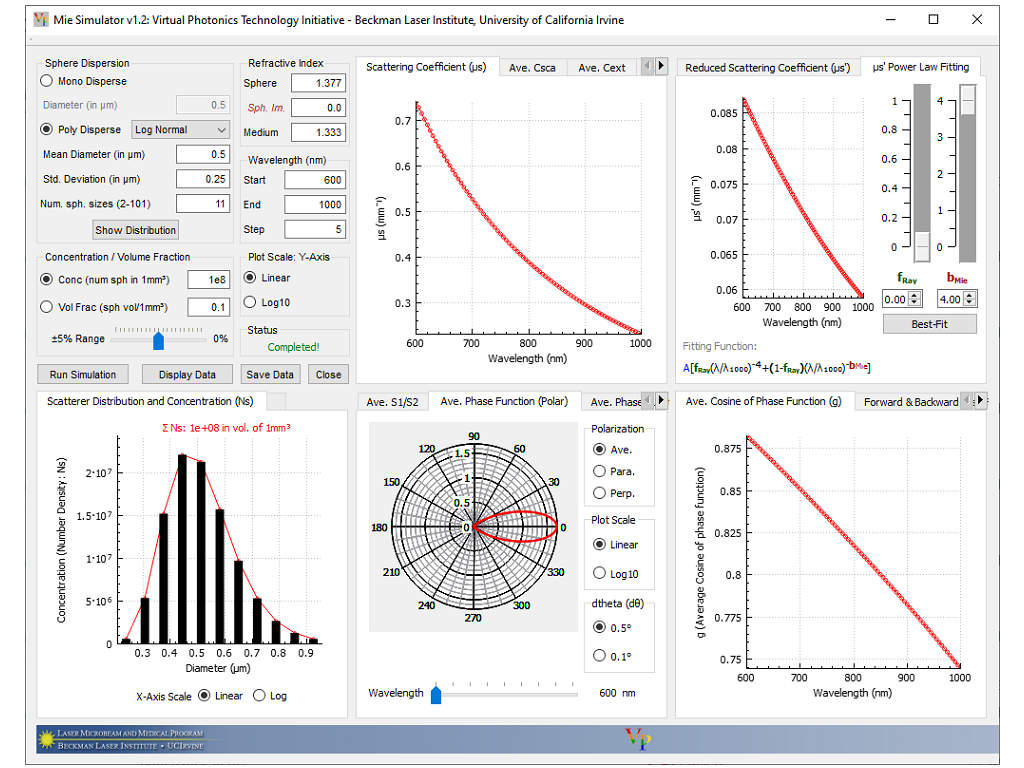 Mie Simulator v1.2: Virtual Photonics Technology Initiative - Beckman Laser Institute, University of California Irvine
Sphere Dispersion
Mono Disperse
Diameter (in µm) 0.5
Poly Disperse Log Normal
Mean Diameter (in µm) 0.5
Std. Deviation (in µm) 0.25
Num. sph. sizes (2-101) 11
Show Distribution
Refractive Index
Sphere 1.377
Sph. Im. 0.0
Medium 1.333
Wavelength (nm)
Start 600
End 1000
Step 5
Concentration / Volume Fraction
Conc (num sph in 1mm³) 1e8
Vol Frac (sph vol/1mm³) 0.1
±5% Range 0%
Plot Scale: Y-Axis
Linear
Log10
Status
Completed!
Run Simulation Display Data Save Data Close
Scattering Coefficient (µs) Ave. Csca Ave. Cext
µs (mm⁻¹)
0.7
0.6
0.5
0.4
0.3
600 700 800 900 1000
Wavelength (nm)
Reduced Scattering Coefficient (µs') µs' Power Law Fitting
µs' (mm⁻¹)
0.085
0.08
0.075
0.07
0.065
0.06
600 700 800 900 1000
Wavelength (nm)
1
0.8
0.6
0.4
0.2
0
4
3
2
1
0
fRay bMie
0.00 4.00
Best-Fit
Fitting Function:
A[fRay(λ/λ1000)⁻⁴+(1-fRay)(λ/λ1000)-bMie]
Scatterer Distribution and Concentration (Ns)
Σ Ns: 1e+08 in vol. of 1mm³
Concentration (Number Density: Ns)
2·10⁷
1.5·10⁷
1·10⁷
5·10⁶
0
0.3 0.4 0.5 0.6 0.7 0.8 0.9
Diameter (µm)
X-Axis Scale Linear Log
Ave. S1/S2 Ave. Phase Function (Polar) Ave. Phase
90
120 60
1.5
150 1 30
0.5
180 0 0
210 330
240 300
270
Polarization
Ave.
Para.
Perp.
Plot Scale
Linear
Log10
dtheta (dθ)
0.5°
0.1°
Wavelength 600 nm
Ave. Cosine of Phase Function (g) Forward & Backward
g (Average Cosine of phase function)
0.875
0.85
0.825
0.8
0.775
0.75
600 700 800 900 1000
Wavelength (nm)
Laser Microbeam and Medical Program
Beckman Laser Institute • UCIrvine
VP